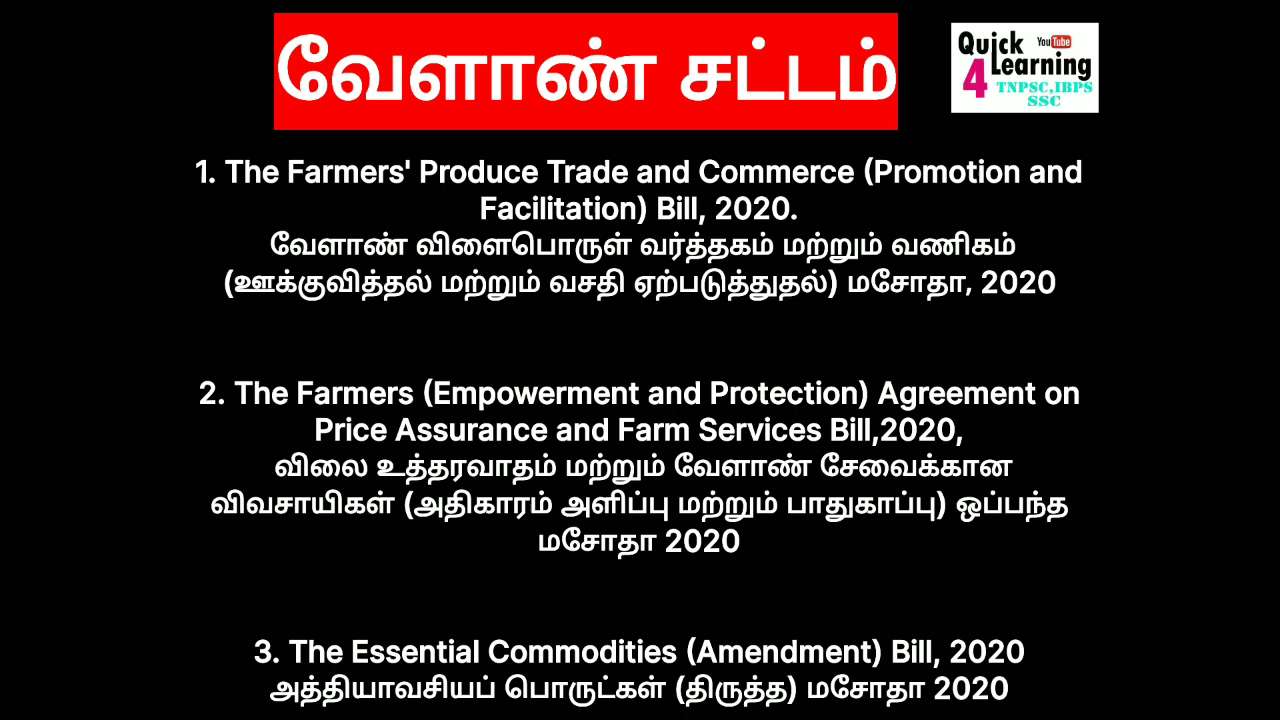 வேளாண் சட்டம்
Quick
YouTube
4 Learning
TNPSC,IBPS
SSC
1. The Farmers' Produce Trade and Commerce (Promotion and
Facilitation) Bill, 2020.
வேளாண் விளைபொருள் வர்த்தகம் மற்றும் வணிகம்
(ஊக்குவித்தல் மற்றும் வசதி ஏற்படுத்துதல்) மசோதா, 2020
2. The Farmers (Empowerment and Protection) Agreement on
Price Assurance and Farm Services Bill,2020,
விலை உத்தரவாதம் மற்றும் வேளாண் சேவைக்கான
விவசாயிகள் (அதிகாரம் அளிப்பு மற்றும் பாதுகாப்பு) ஒப்பந்த
மசோதா 2020
3. The Essential Commodities (Amendment) Bill, 2020
அத்தியாவசியப் பொருட்கள் (திருத்த) மசோதா 2020